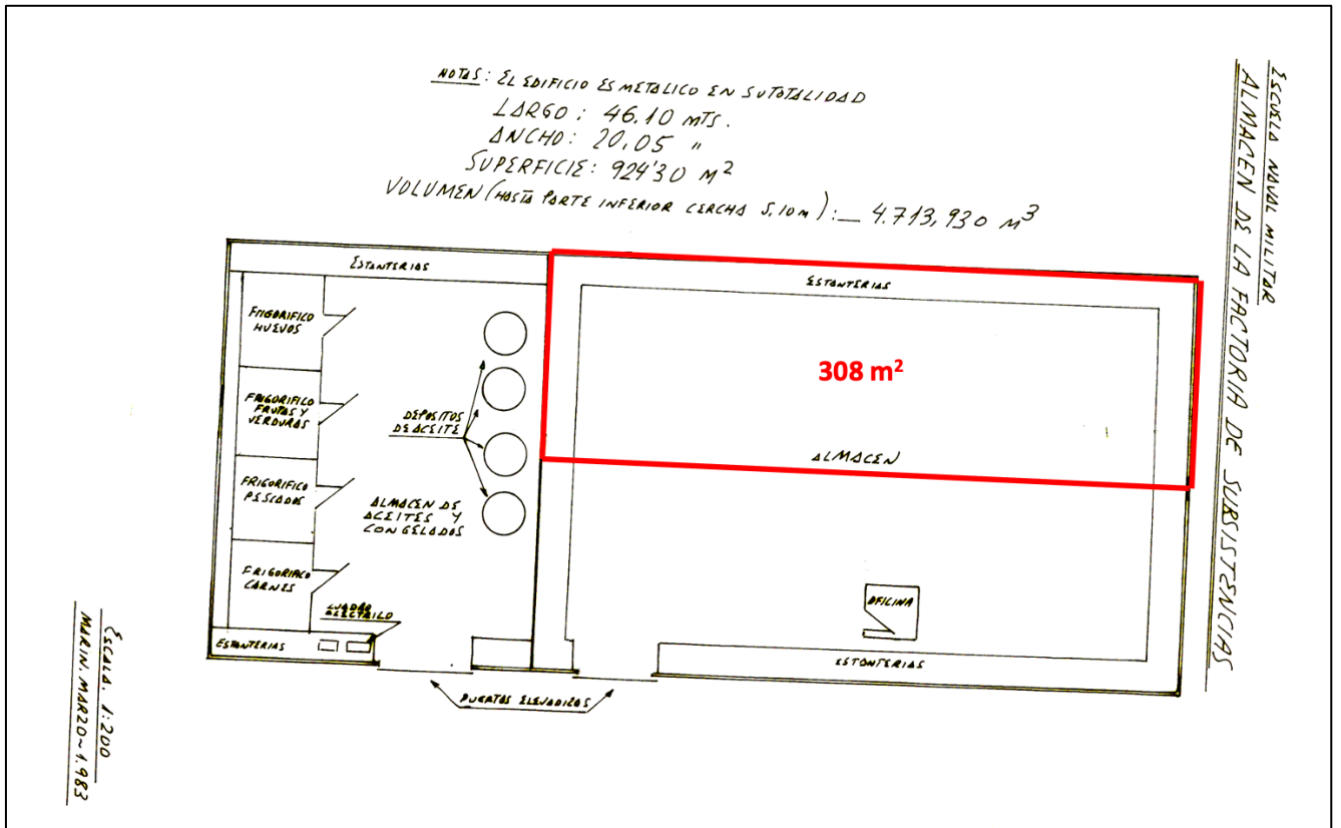 NOTAS: EL EDIFICIO ES METALICO EN SU TOTALIDAD
LARGO: 46.10 MTS.
ANCHO: 20,05 "
SUPERFICIE: 924'30 M²
VOLUMEN (HASTA PARTE INFERIOR CERCHA 5,10m): 4.713,930 M³
ESCUELA NAVAL MILITAR
ALMACEN DE LA FACTORIA DE SUBSISTENCIAS
ESTANTERIAS
ESTANTERIAS
FRIGORIFICO
HUEVOS
308 m²
FRIGORIFICO
FRUTAS Y
VERDURAS
DEPOSITOS
DE ACEITE
ALMACEN
FRIGORIFICO
PESCADOS
ALMACEN DE
ACEITES Y
CONGELADOS
FRIGORIFICO
CARNES
OFICINA
CUADRO
ELECTRICO
ESTANTERIAS
ESTANTERIAS
PUERTAS ELEVADIZAS
ESCALA. 1:200
MARIN. MARZO-1.983